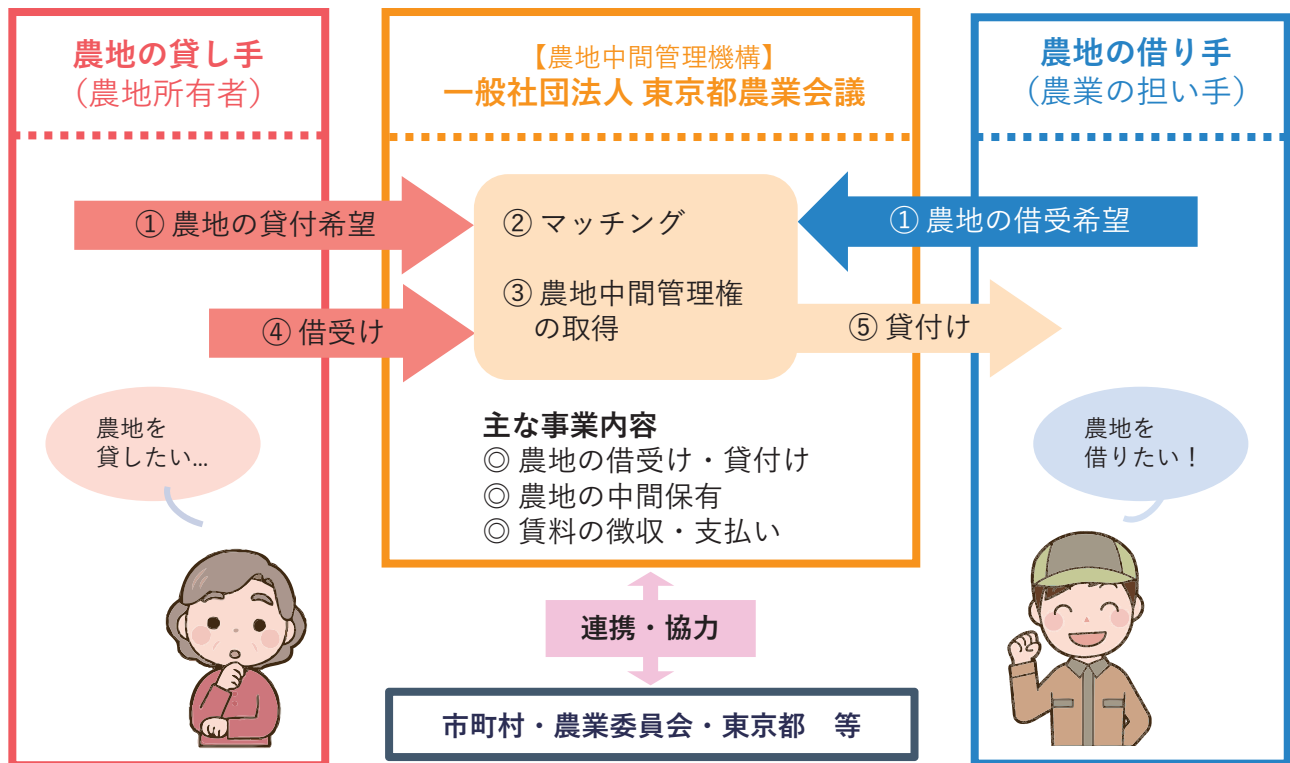 農地の貸し手
（農地所有者）
【農地中間管理機構】
一般社団法人 東京都農業会議
農地の借り手
（農業の担い手）
① 農地の貸付希望
② マッチング
① 農地の借受希望
③ 農地中間管理権
の取得
④ 借受け
⑤ 貸付け
農地を
貸したい...
主な事業内容
◎ 農地の借受け・貸付け
◎ 農地の中間保有
◎ 賃料の徴収・支払い
農地を
借りたい！
連携・協力
市町村・農業委員会・東京都　等